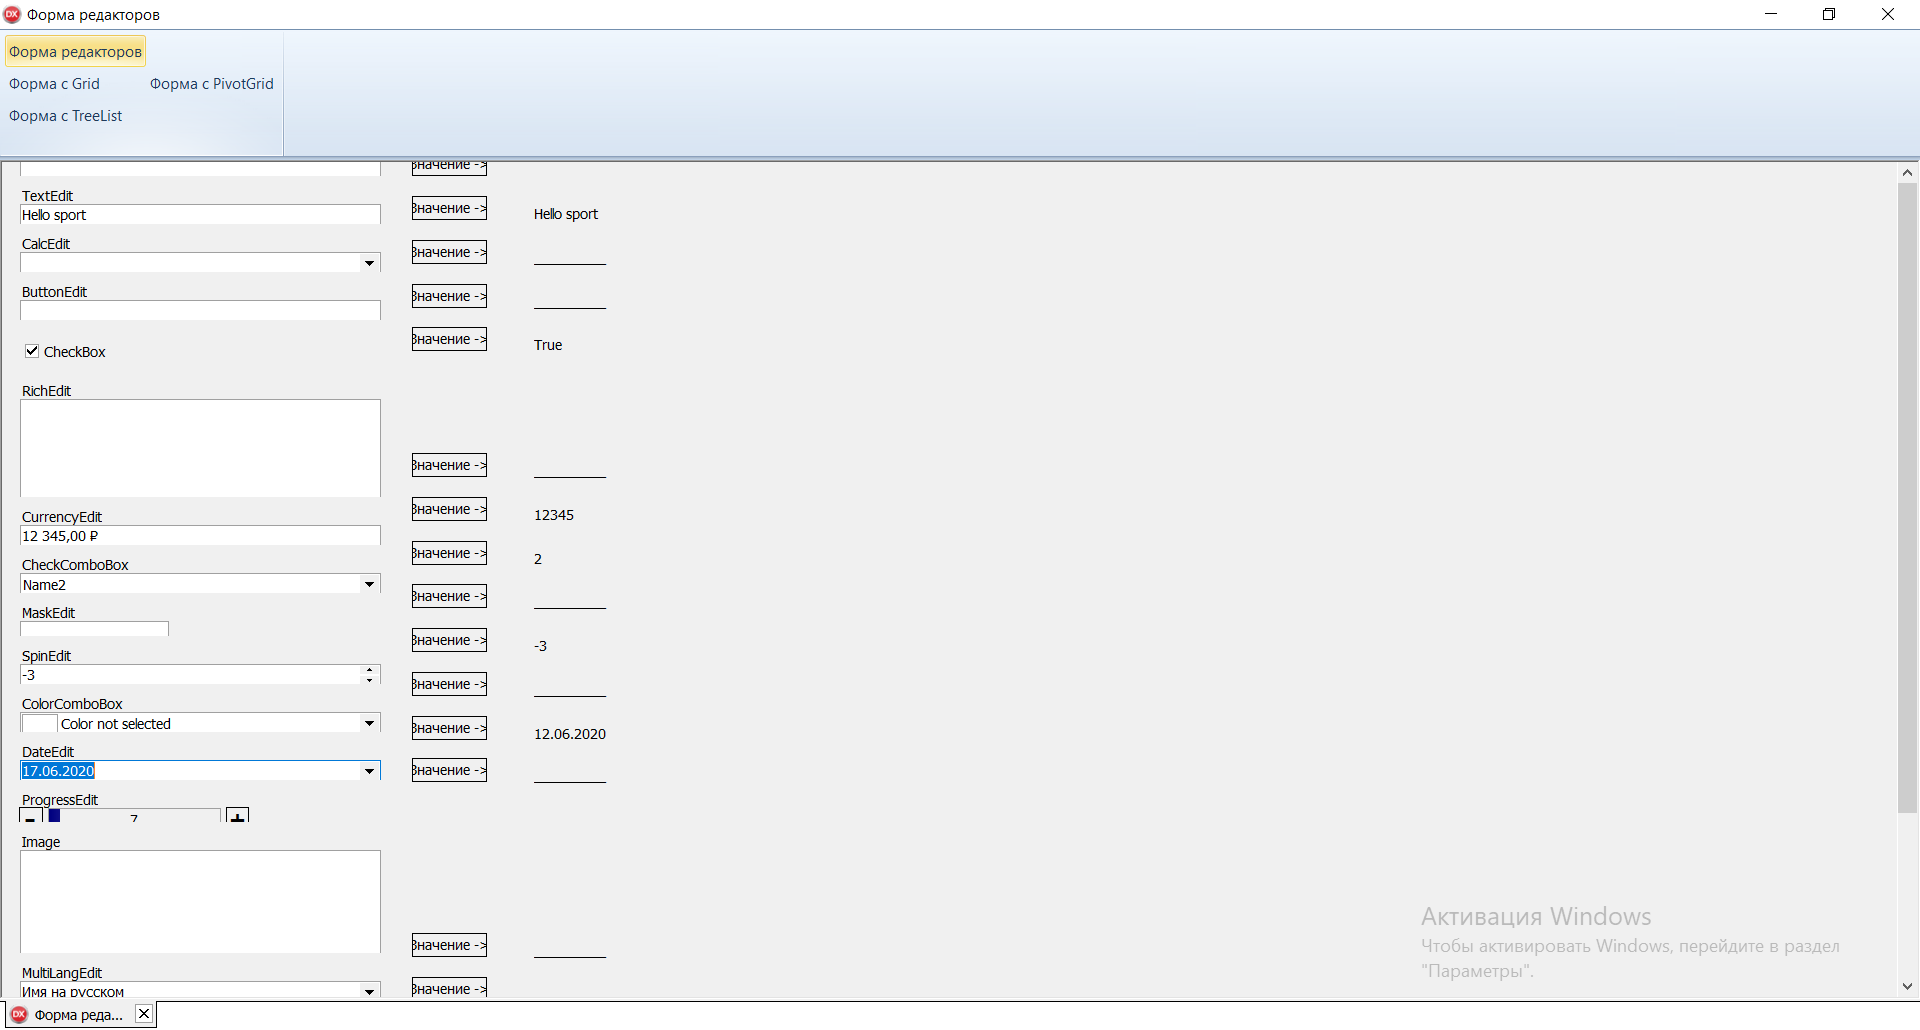 Форма редакторов
Форма редакторов
Форма с Grid
Форма с PivotGrid
Форма с TreeList
Значение ->
TextEdit
Hello sport
Значение ->
Hello sport
CalcEdit
Значение ->
ButtonEdit
Значение ->
CheckBox
Значение ->
True
RichEdit
Значение ->
CurrencyEdit
12 345,00 ₽
Значение ->
12345
CheckComboBox
Name2
Значение ->
2
MaskEdit
Значение ->
SpinEdit
-3
Значение ->
-3
ColorComboBox
Color not selected
Значение ->
DateEdit
17.06.2020
Значение ->
12.06.2020
ProgressEdit
- 7 +
Значение ->
Image
Значение ->
MultiLangEdit
Имя на русском
Значение ->
Активация Windows
Чтобы активировать Windows, перейдите в раздел
"Параметры".
Форма реда...